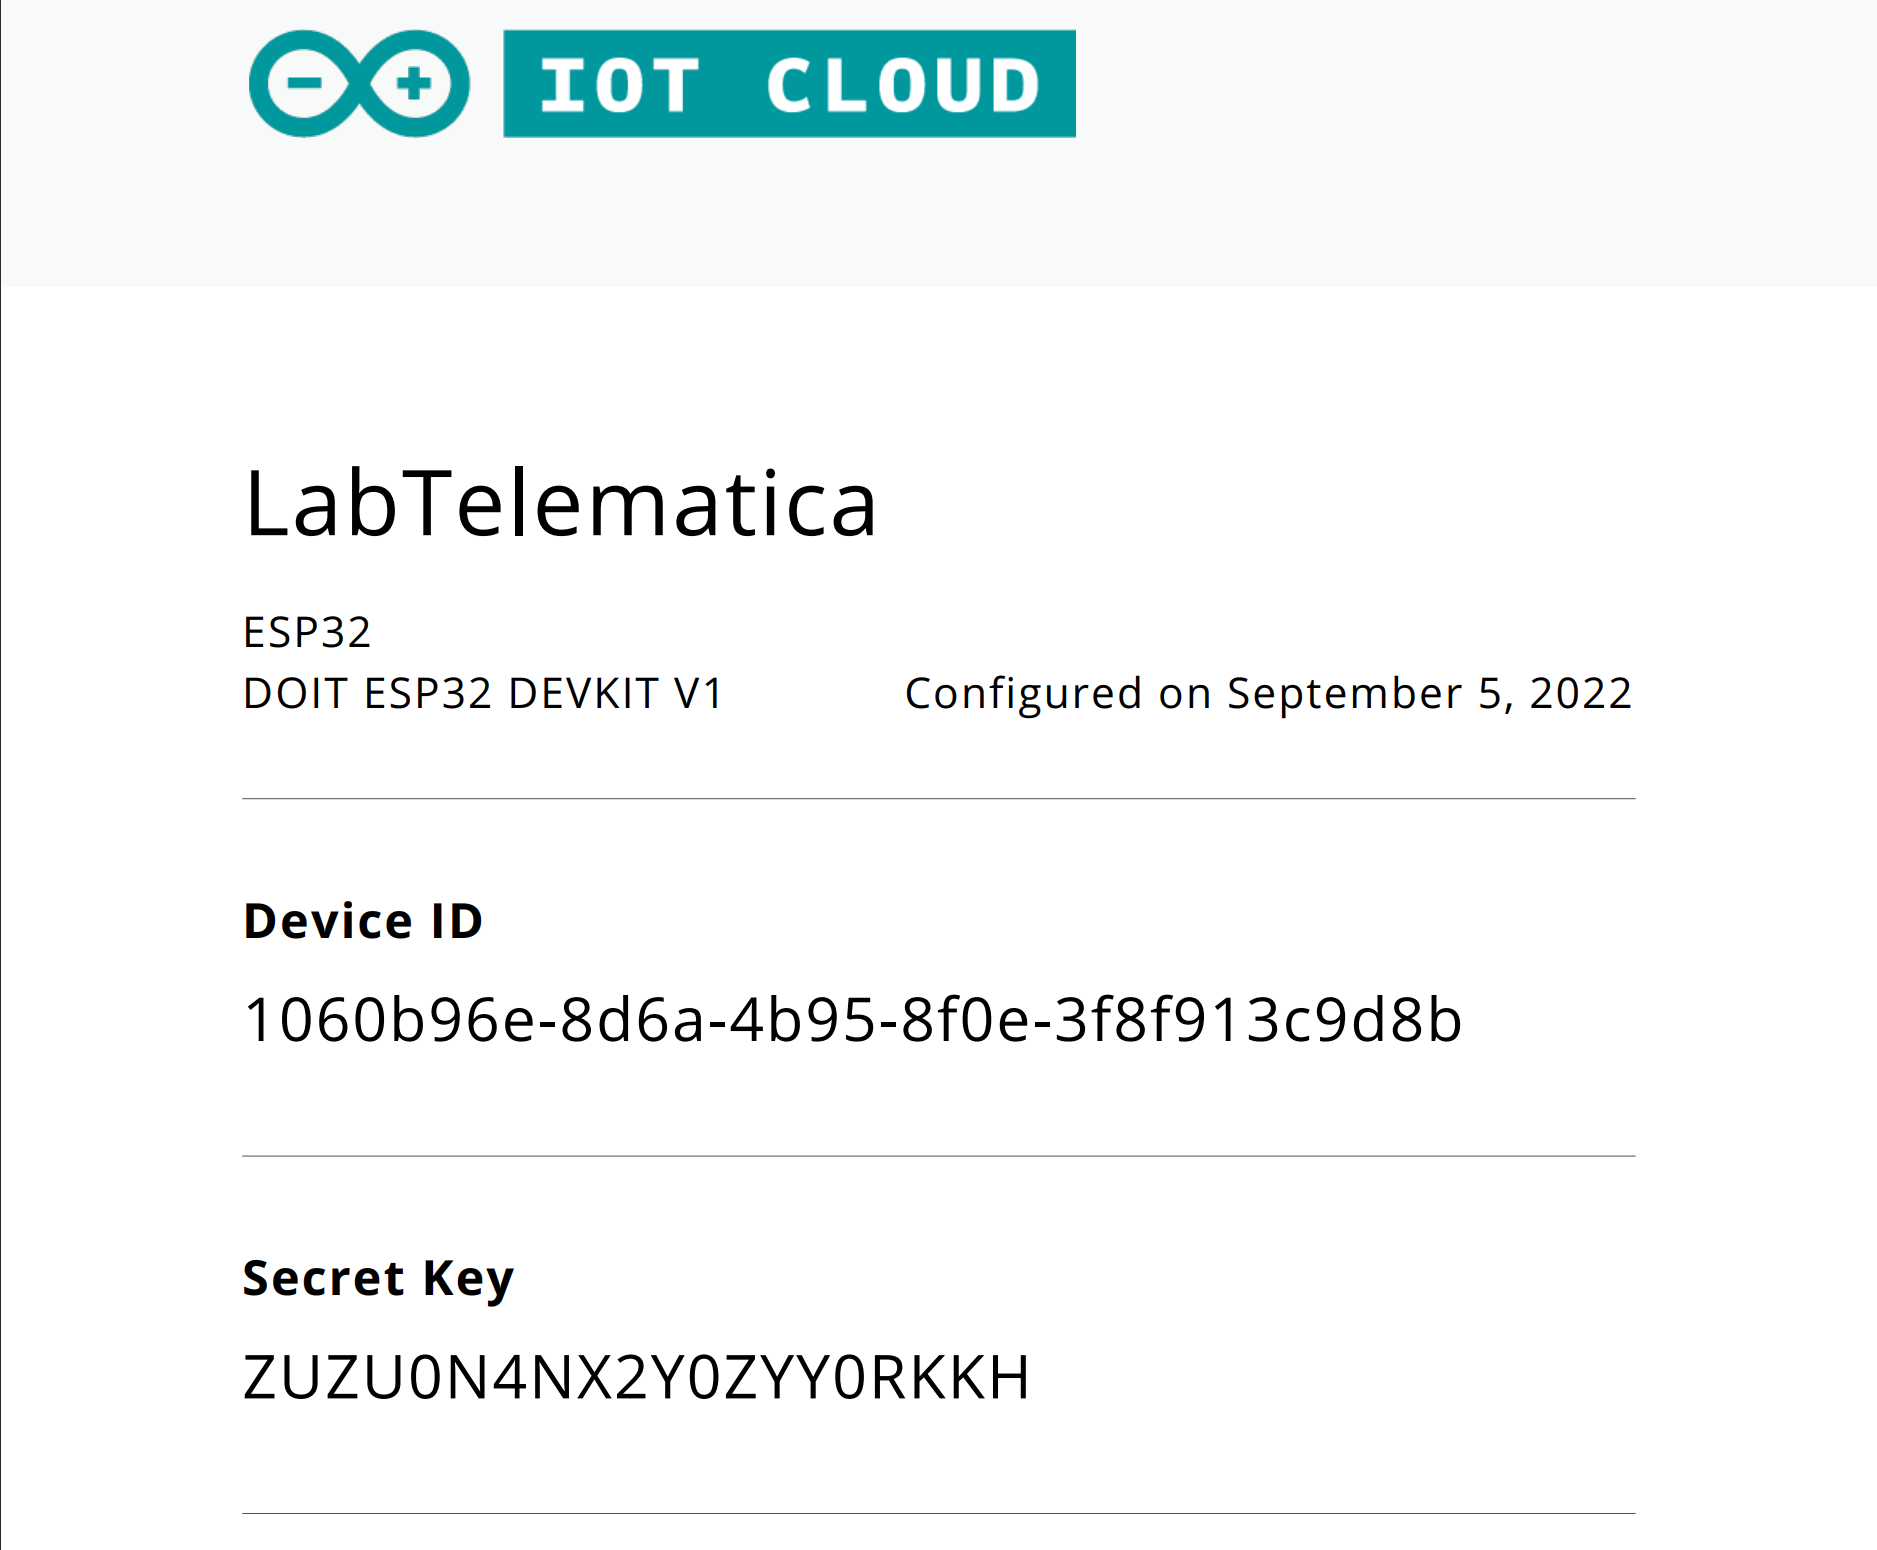 IOT CLOUD
LabTelematica
ESP32
DOIT ESP32 DEVKIT V1 Configured on September 5, 2022
Device ID
1060b96e-8d6a-4b95-8f0e-3f8f913c9d8b
Secret Key
ZUZU0N4NX2Y0ZYY0RKKH